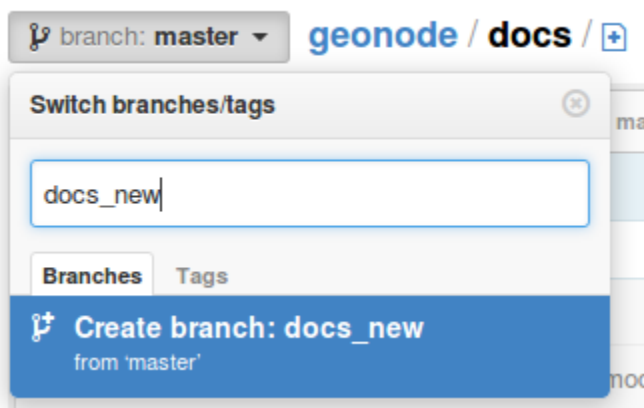 branch: master geonode / docs /
Switch branches/tags
docs_new
Branches Tags
Create branch: docs_new
from ‘master’